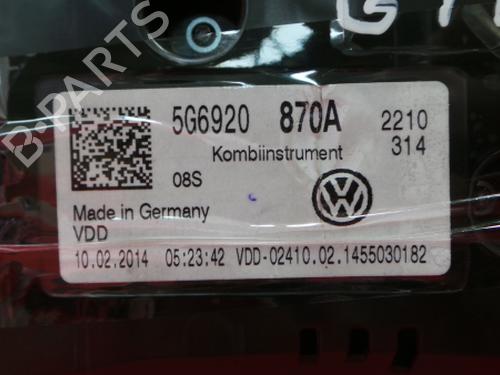 5G6920 870A 2210
Kombiinstrument 314
08S
Made in Germany
VDD
10.02.2014 05:23:42 VDD-02410.02.1455030182
B-PARTS